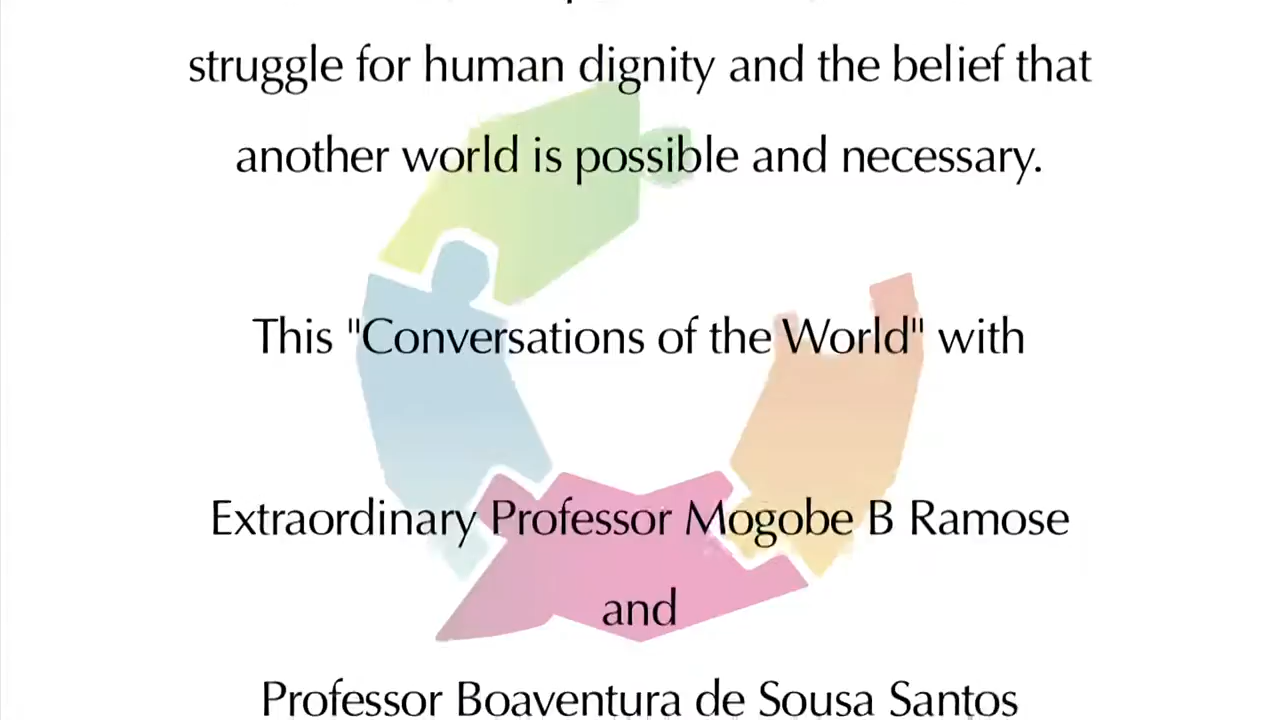 struggle for human dignity and the belief that
another world is possible and necessary.
This "Conversations of the World" with
Extraordinary Professor Mogobe B Ramose
and
Professor Boaventura de Sousa Santos